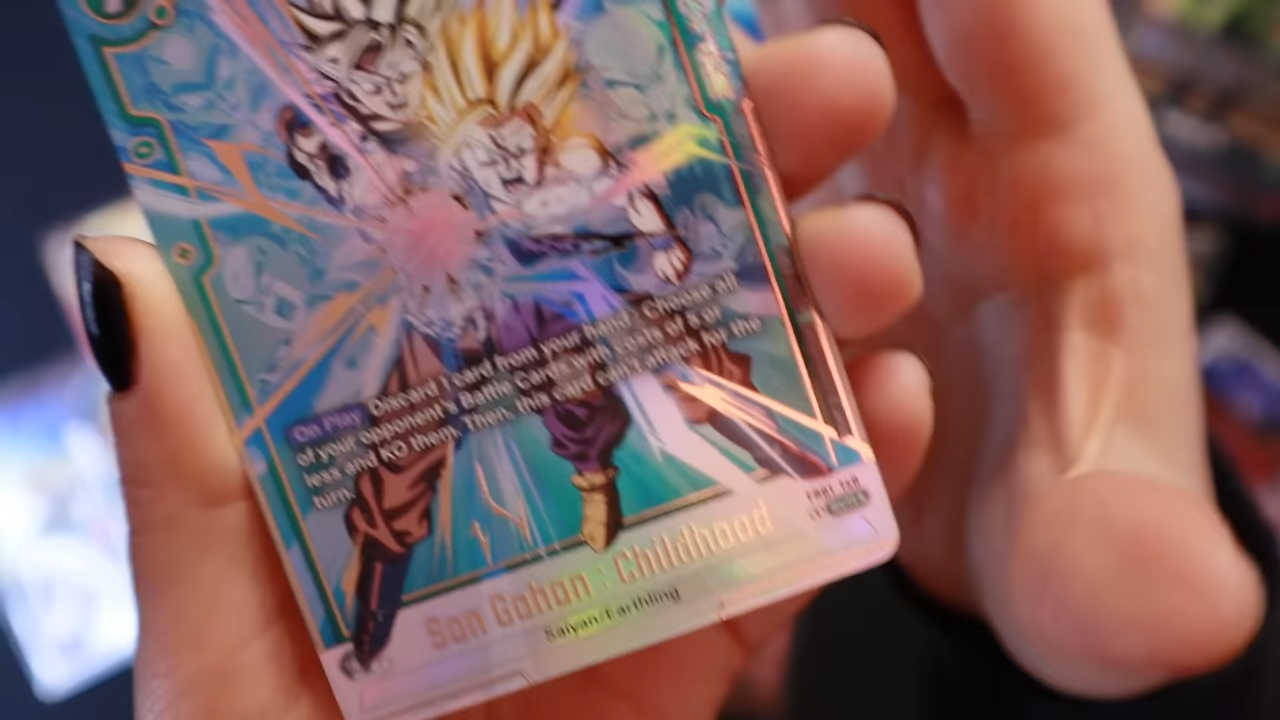 On Play Discard 1 card from your hand: Choose all
of your opponent's Battle Cards with a cost of 5 or
less and KO them. Then, this card can't attack for the
turn.
Son Gohan : Childhood
Saiyan/Earthling